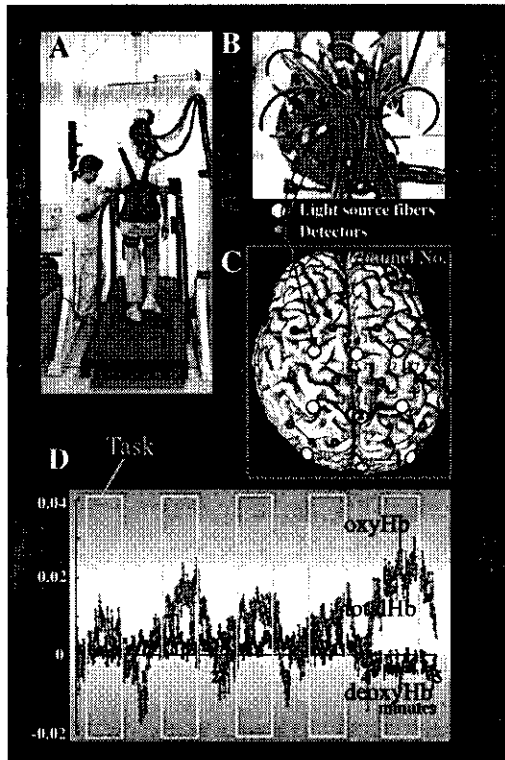 A
B
Light source fibers
Detectors
C
Channel No.
D
Task
0.04
oxyHb
0.02
totalHb
0
deoxyHb
minutes
-0.02